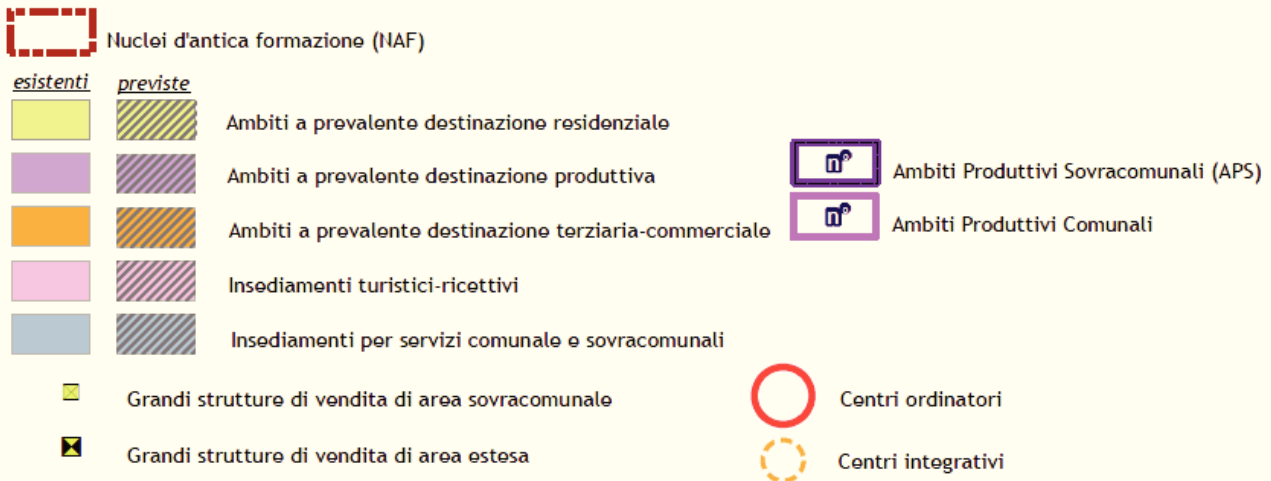 Nuclei d'antica formazione (NAF)
esistenti previste
Ambiti a prevalente destinazione residenziale
Ambiti a prevalente destinazione produttiva
n° Ambiti Produttivi Sovracomunali (APS)
Ambiti a prevalente destinazione terziaria-commerciale
n° Ambiti Produttivi Comunali
Insediamenti turistici-ricettivi
Insediamenti per servizi comunale e sovracomunali
Grandi strutture di vendita di area sovracomunale
Centri ordinatori
Grandi strutture di vendita di area estesa
Centri integrativi